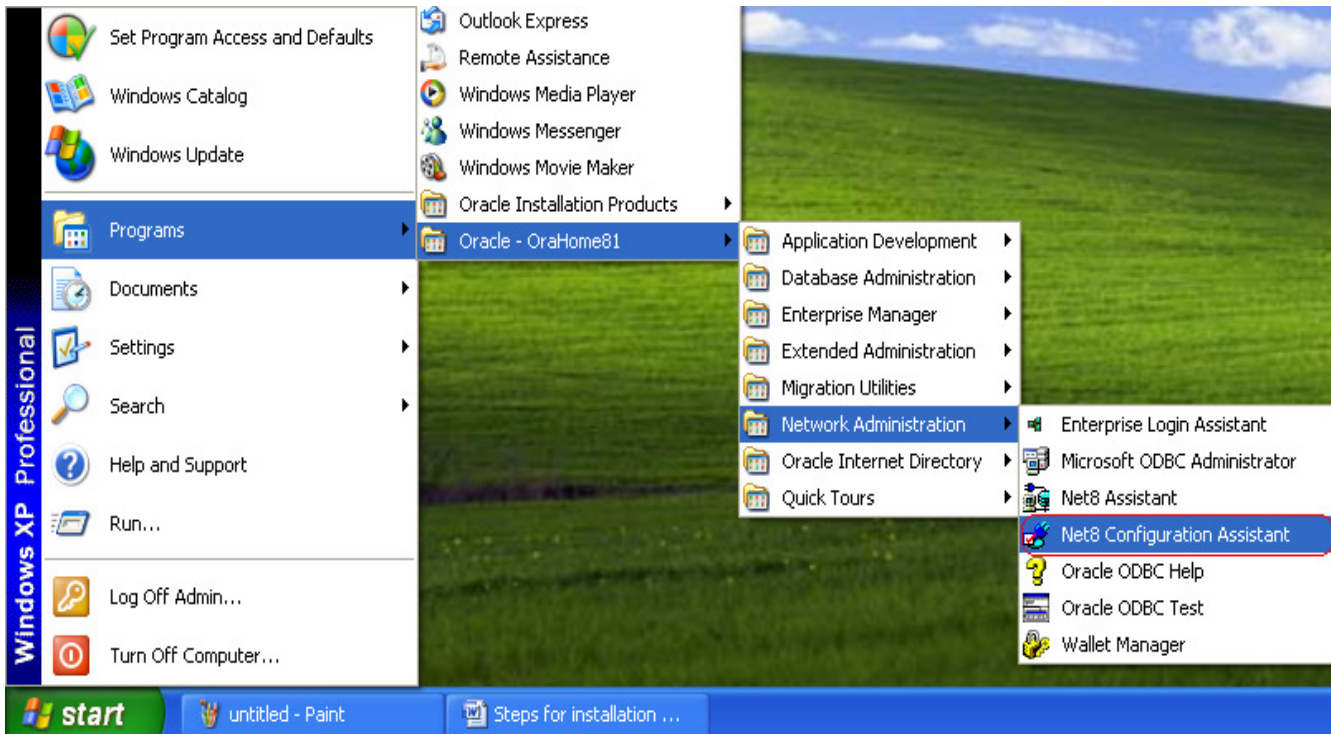 Windows XP Professional
Set Program Access and Defaults
Windows Catalog
Windows Update
Programs
Documents
Settings
Search
Help and Support
Run...
Log Off Admin...
Turn Off Computer...
Outlook Express
Remote Assistance
Windows Media Player
Windows Messenger
Windows Movie Maker
Oracle Installation Products
Oracle - OraHome81
Application Development
Database Administration
Enterprise Manager
Extended Administration
Migration Utilities
Network Administration
Oracle Internet Directory
Quick Tours
Enterprise Login Assistant
Microsoft ODBC Administrator
Net8 Assistant
Net8 Configuration Assistant
Oracle ODBC Help
Oracle ODBC Test
Wallet Manager
start
untitled - Paint
Steps for installation ...